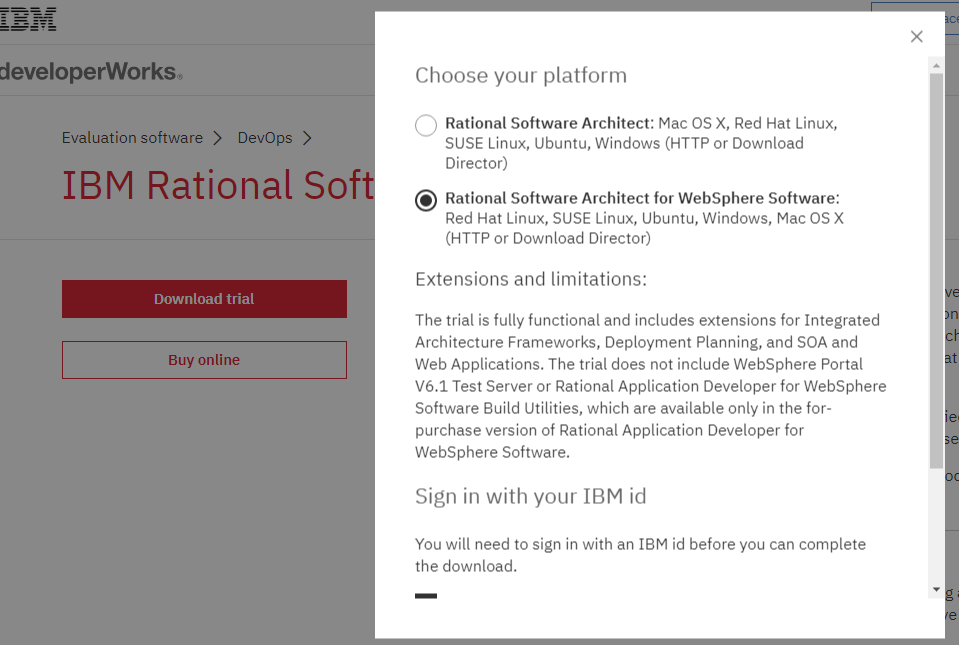 IBM
developerWorks®
Evaluation software
DevOps
IBM Rational Soft
Download trial
Buy online
Choose your platform
Rational Software Architect: Mac OS X, Red Hat Linux,
SUSE Linux, Ubuntu, Windows (HTTP or Download
Director)
Rational Software Architect for WebSphere Software:
Red Hat Linux, SUSE Linux, Ubuntu, Windows, Mac OS X
(HTTP or Download Director)
Extensions and limitations:
The trial is fully functional and includes extensions for Integrated
Architecture Frameworks, Deployment Planning, and SOA and
Web Applications. The trial does not include WebSphere Portal
V6.1 Test Server or Rational Application Developer for WebSphere
Software Build Utilities, which are available only in the for-
purchase version of Rational Application Developer for
WebSphere Software.
Sign in with your IBM id
You will need to sign in with an IBM id before you can complete
the download.